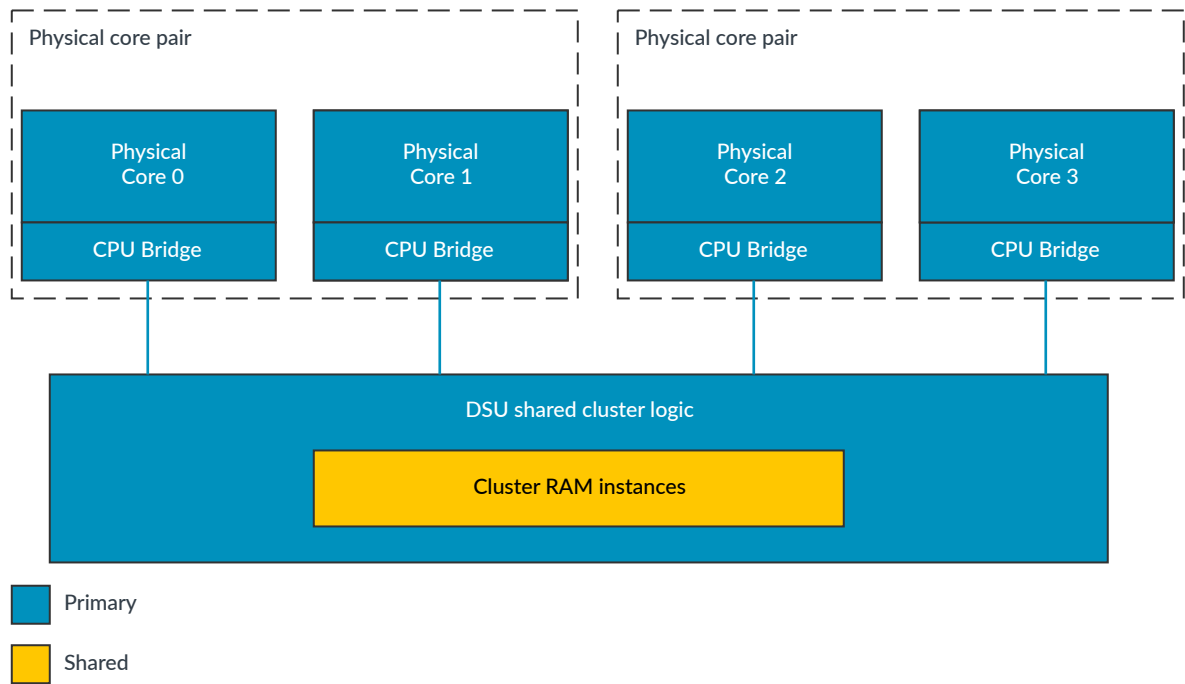 Physical core pair
Physical core pair
Physical
Core 0
Physical
Core 1
Physical
Core 2
Physical
Core 3
CPU Bridge
CPU Bridge
CPU Bridge
CPU Bridge
DSU shared cluster logic
Cluster RAM instances
Primary
Shared